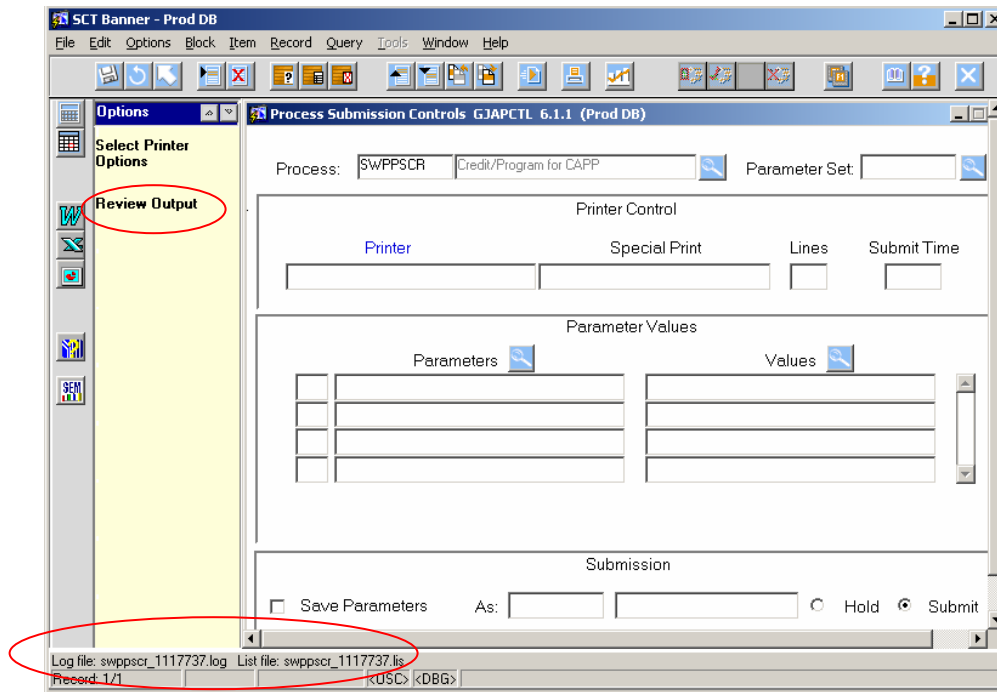 SCT Banner - Prod DB
File Edit Options Block Item Record Query Tools Window Help
Options
Select Printer
Options
Review Output
Process Submission Controls GJAPCTL 6.1.1 (Prod DB)
Process: SWPPSCR Credit/Program for CAPP Parameter Set:
Printer Control
Printer Special Print Lines Submit Time
Parameter Values
Parameters Values
Submission
Save Parameters As: Hold Submit
Log file: swppscr_1117737.log List file: swppscr_1117737.lis
Record: 1/1 <OSC> <DBG>
W
X
SEM